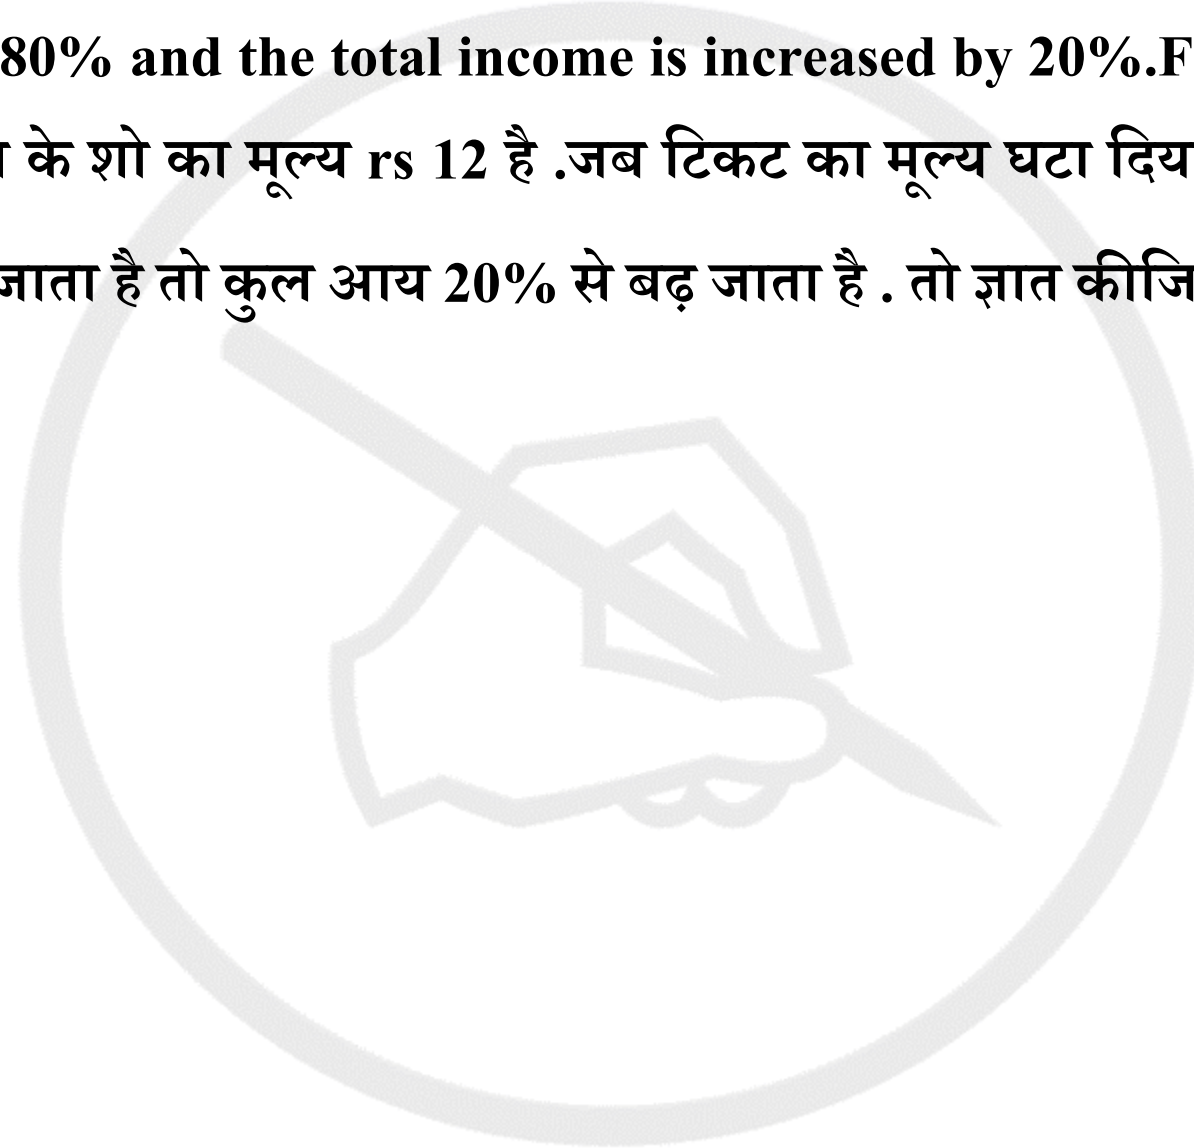 80% and the total income is increased by 20%.F
के शो का मूल्य rs 12 है .जब टिकट का मूल्य घटा दिय
जाता है तो कुल आय 20% से बढ़ जाता है . तो ज्ञात कीजि